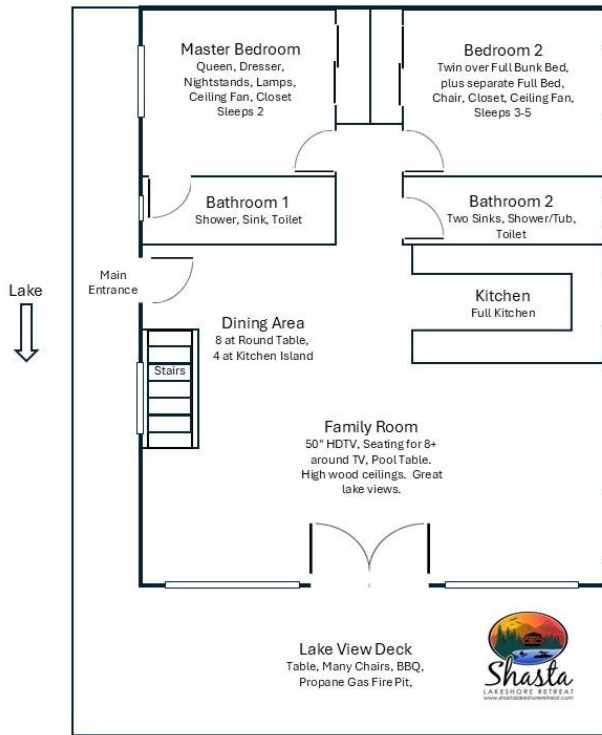 Master Bedroom
Queen, Dresser,
Nightstands, Lamps,
Ceiling Fan, Closet
Sleeps 2
Bedroom 2
Twin over Full Bunk Bed,
plus separate Full Bed,
Chair, Closet, Ceiling Fan,
Sleeps 3-5
Bathroom 1
Shower, Sink, Toilet
Bathroom 2
Two Sinks, Shower/Tub,
Toilet
Main
Entrance
Lake
Kitchen
Full Kitchen
Dining Area
8 at Round Table,
4 at Kitchen Island
Stairs
Family Room
50" HDTV, Seating for 8+
around TV, Pool Table.
High wood ceilings.  Great
lake views.
Lake View Deck
Table, Many Chairs, BBQ,
Propane Gas Fire Pit,
Shasta
LAKESHORE RETREAT
www.shastalakeshoreretreat.com